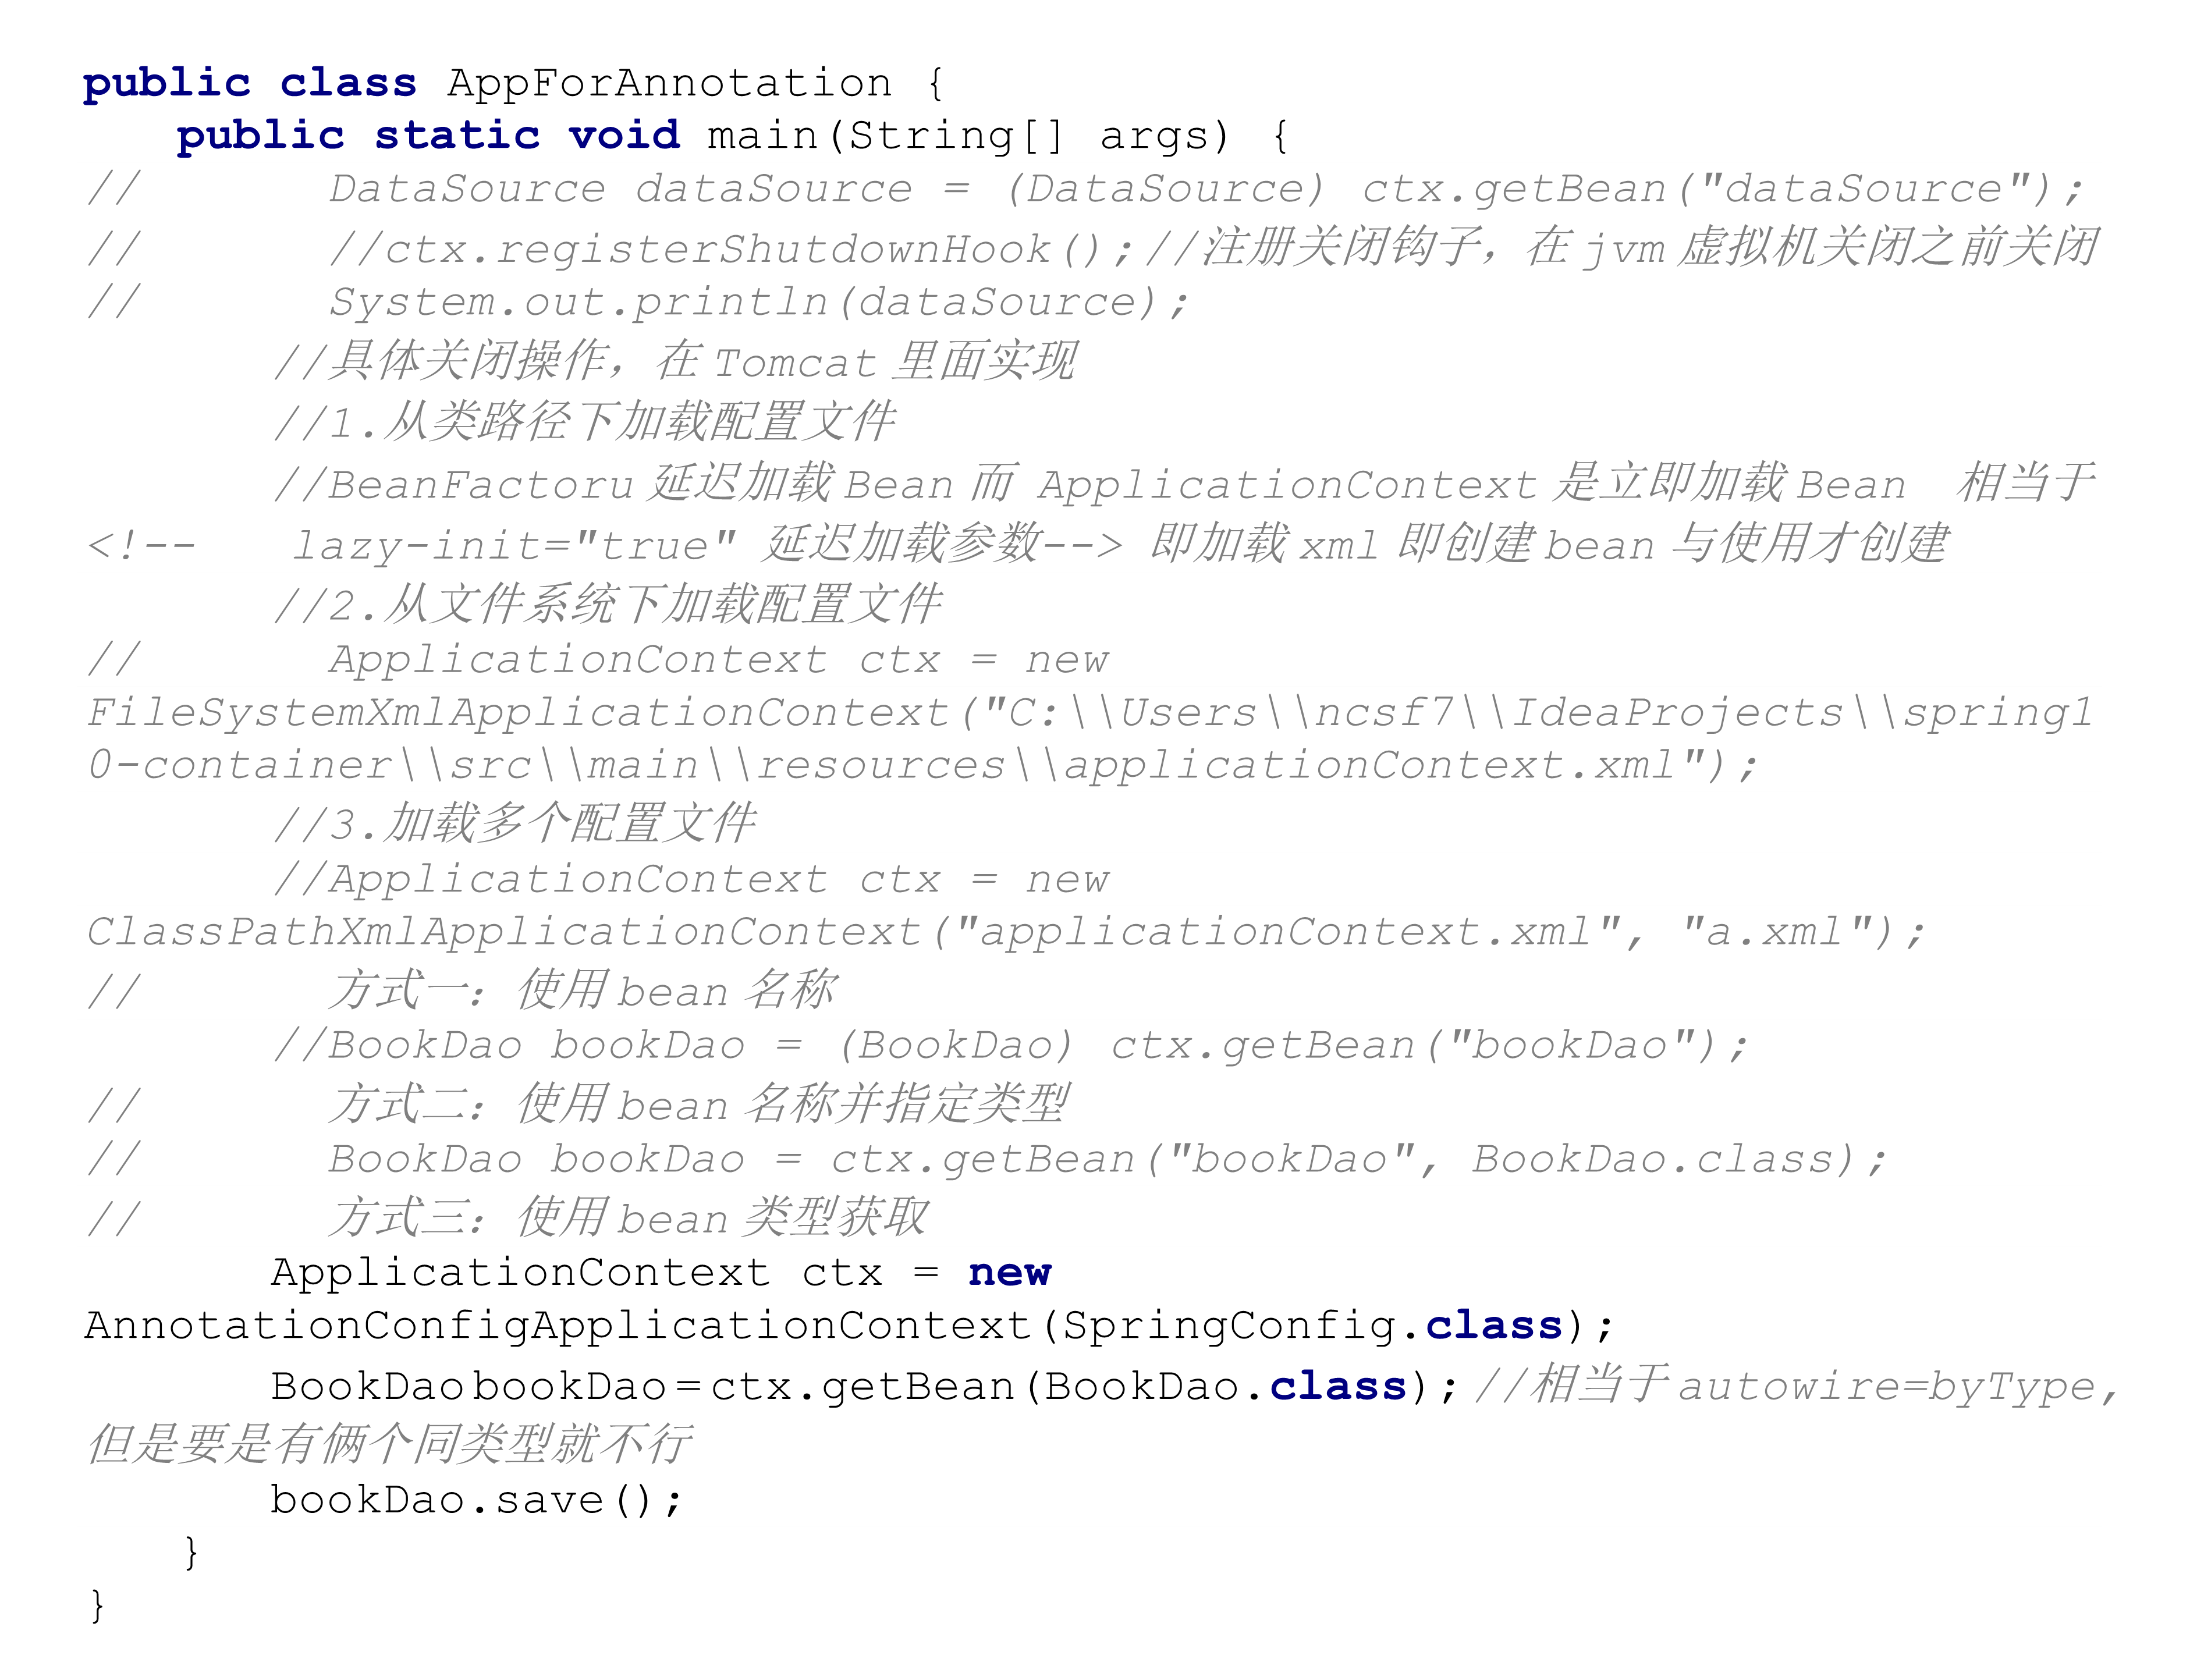 public class AppForAnnotation {
    public static void main(String[] args) {
//        DataSource dataSource = (DataSource) ctx.getBean("dataSource");
//        //ctx.registerShutdownHook();//注册关闭钩子，在 jvm 虚拟机关闭之前关闭
//        System.out.println(dataSource);
        //具体关闭操作，在 Tomcat 里面实现
        //1.从类路径下加载配置文件
        //BeanFactoru 延迟加载 Bean 而 ApplicationContext 是立即加载 Bean  相当于
<!--    lazy-init="true" 延迟加载参数--> 即加载 xml 即创建 bean 与使用才创建
        //2.从文件系统下加载配置文件
//        ApplicationContext ctx = new
FileSystemXmlApplicationContext("C:\\Users\\ncsf7\\IdeaProjects\\spring1
0-container\\src\\main\\resources\\applicationContext.xml");
        //3.加载多个配置文件
        //ApplicationContext ctx = new
ClassPathXmlApplicationContext("applicationContext.xml", "a.xml");
//        方式一：使用 bean 名称
        //BookDao bookDao = (BookDao) ctx.getBean("bookDao");
//        方式二：使用 bean 名称并指定类型
//        BookDao bookDao = ctx.getBean("bookDao", BookDao.class);
//        方式三：使用 bean 类型获取
        ApplicationContext ctx = new
AnnotationConfigApplicationContext(SpringConfig.class);
        BookDao bookDao = ctx.getBean(BookDao.class);//相当于 autowire=byType,
但是要是有俩个同类型就不行
        bookDao.save();
    }
}